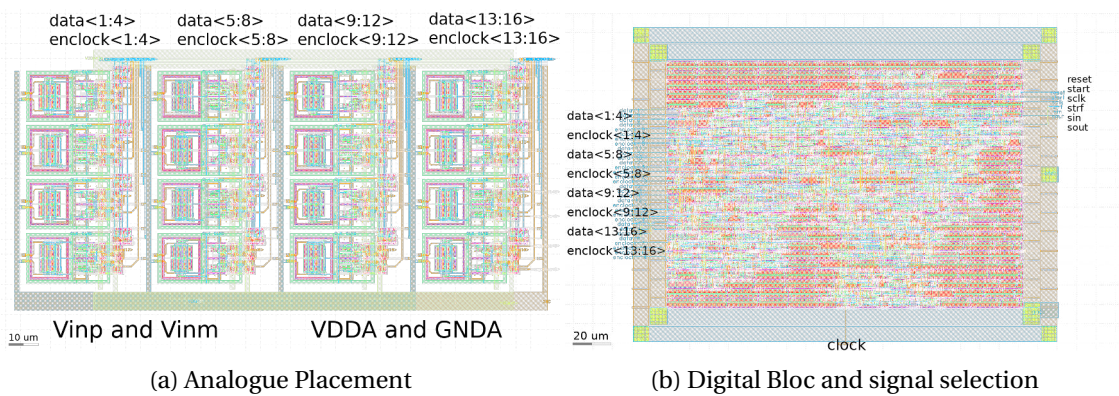 data<1:4> data<5:8> data<9:12> data<13:16>
enclock<1:4> enclock<5:8> enclock<9:12> enclock<13:16>
Vinp and Vinm VDDA and GNDA
10 um
(a) Analogue Placement
reset
start
sclk
strf
sin
sout
data<1:4>
enclock<1:4>
data<5:8>
enclock<5:8>
data<9:12>
enclock<9:12>
data<13:16>
enclock<13:16>
20 um
clock
(b) Digital Bloc and signal selection